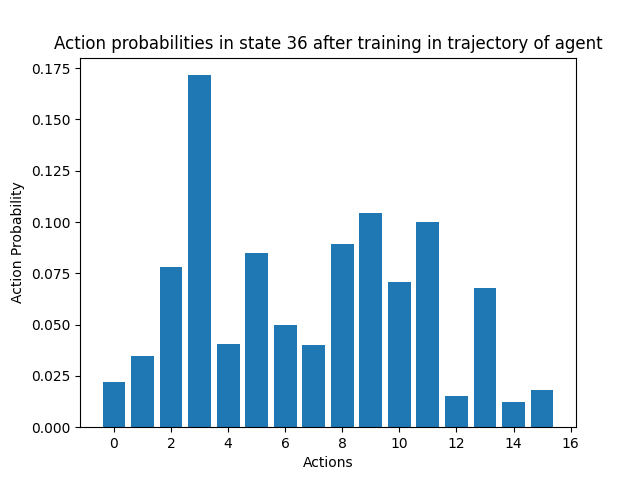 Action probabilities in state 36 after training in trajectory of agent
0.175
0.150
0.125
0.100
0.075
0.050
0.025
0.000
Action Probability
0 2 4 6 8 10 12 14 16
Actions